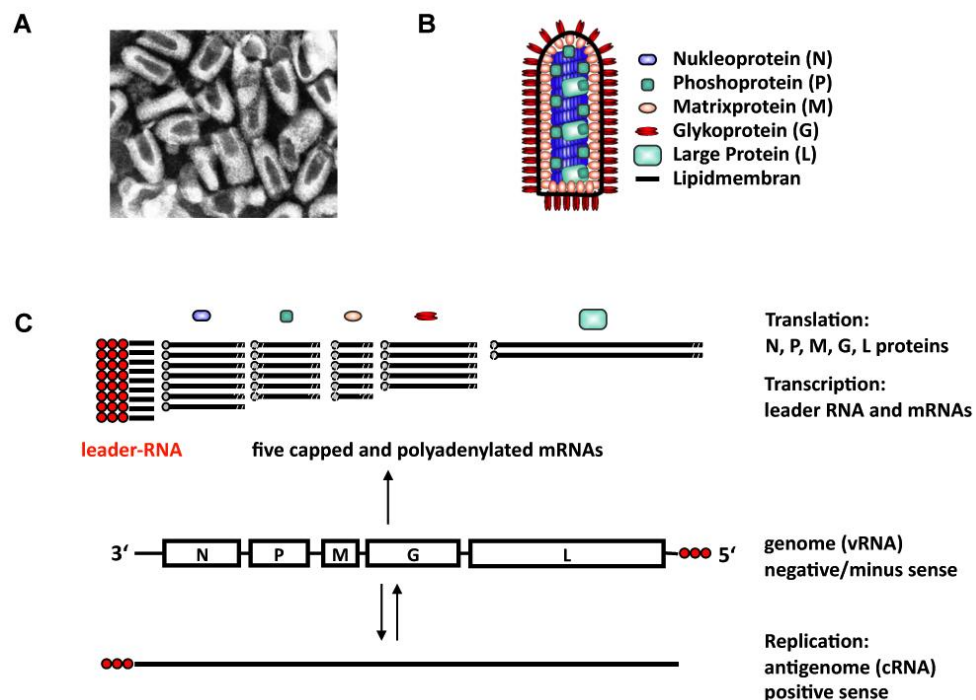 A
B
Nukleoprotein (N)
Phoshoprotein (P)
Matrixprotein (M)
Glykoprotein (G)
Large Protein (L)
Lipidmembran
C
Translation:
N, P, M, G, L proteins
Transcription:
leader RNA and mRNAs
leader-RNA
five capped and polyadenylated mRNAs
3‘ N P M G L 5‘
genome (vRNA)
negative/minus sense
Replication:
antigenome (cRNA)
positive sense